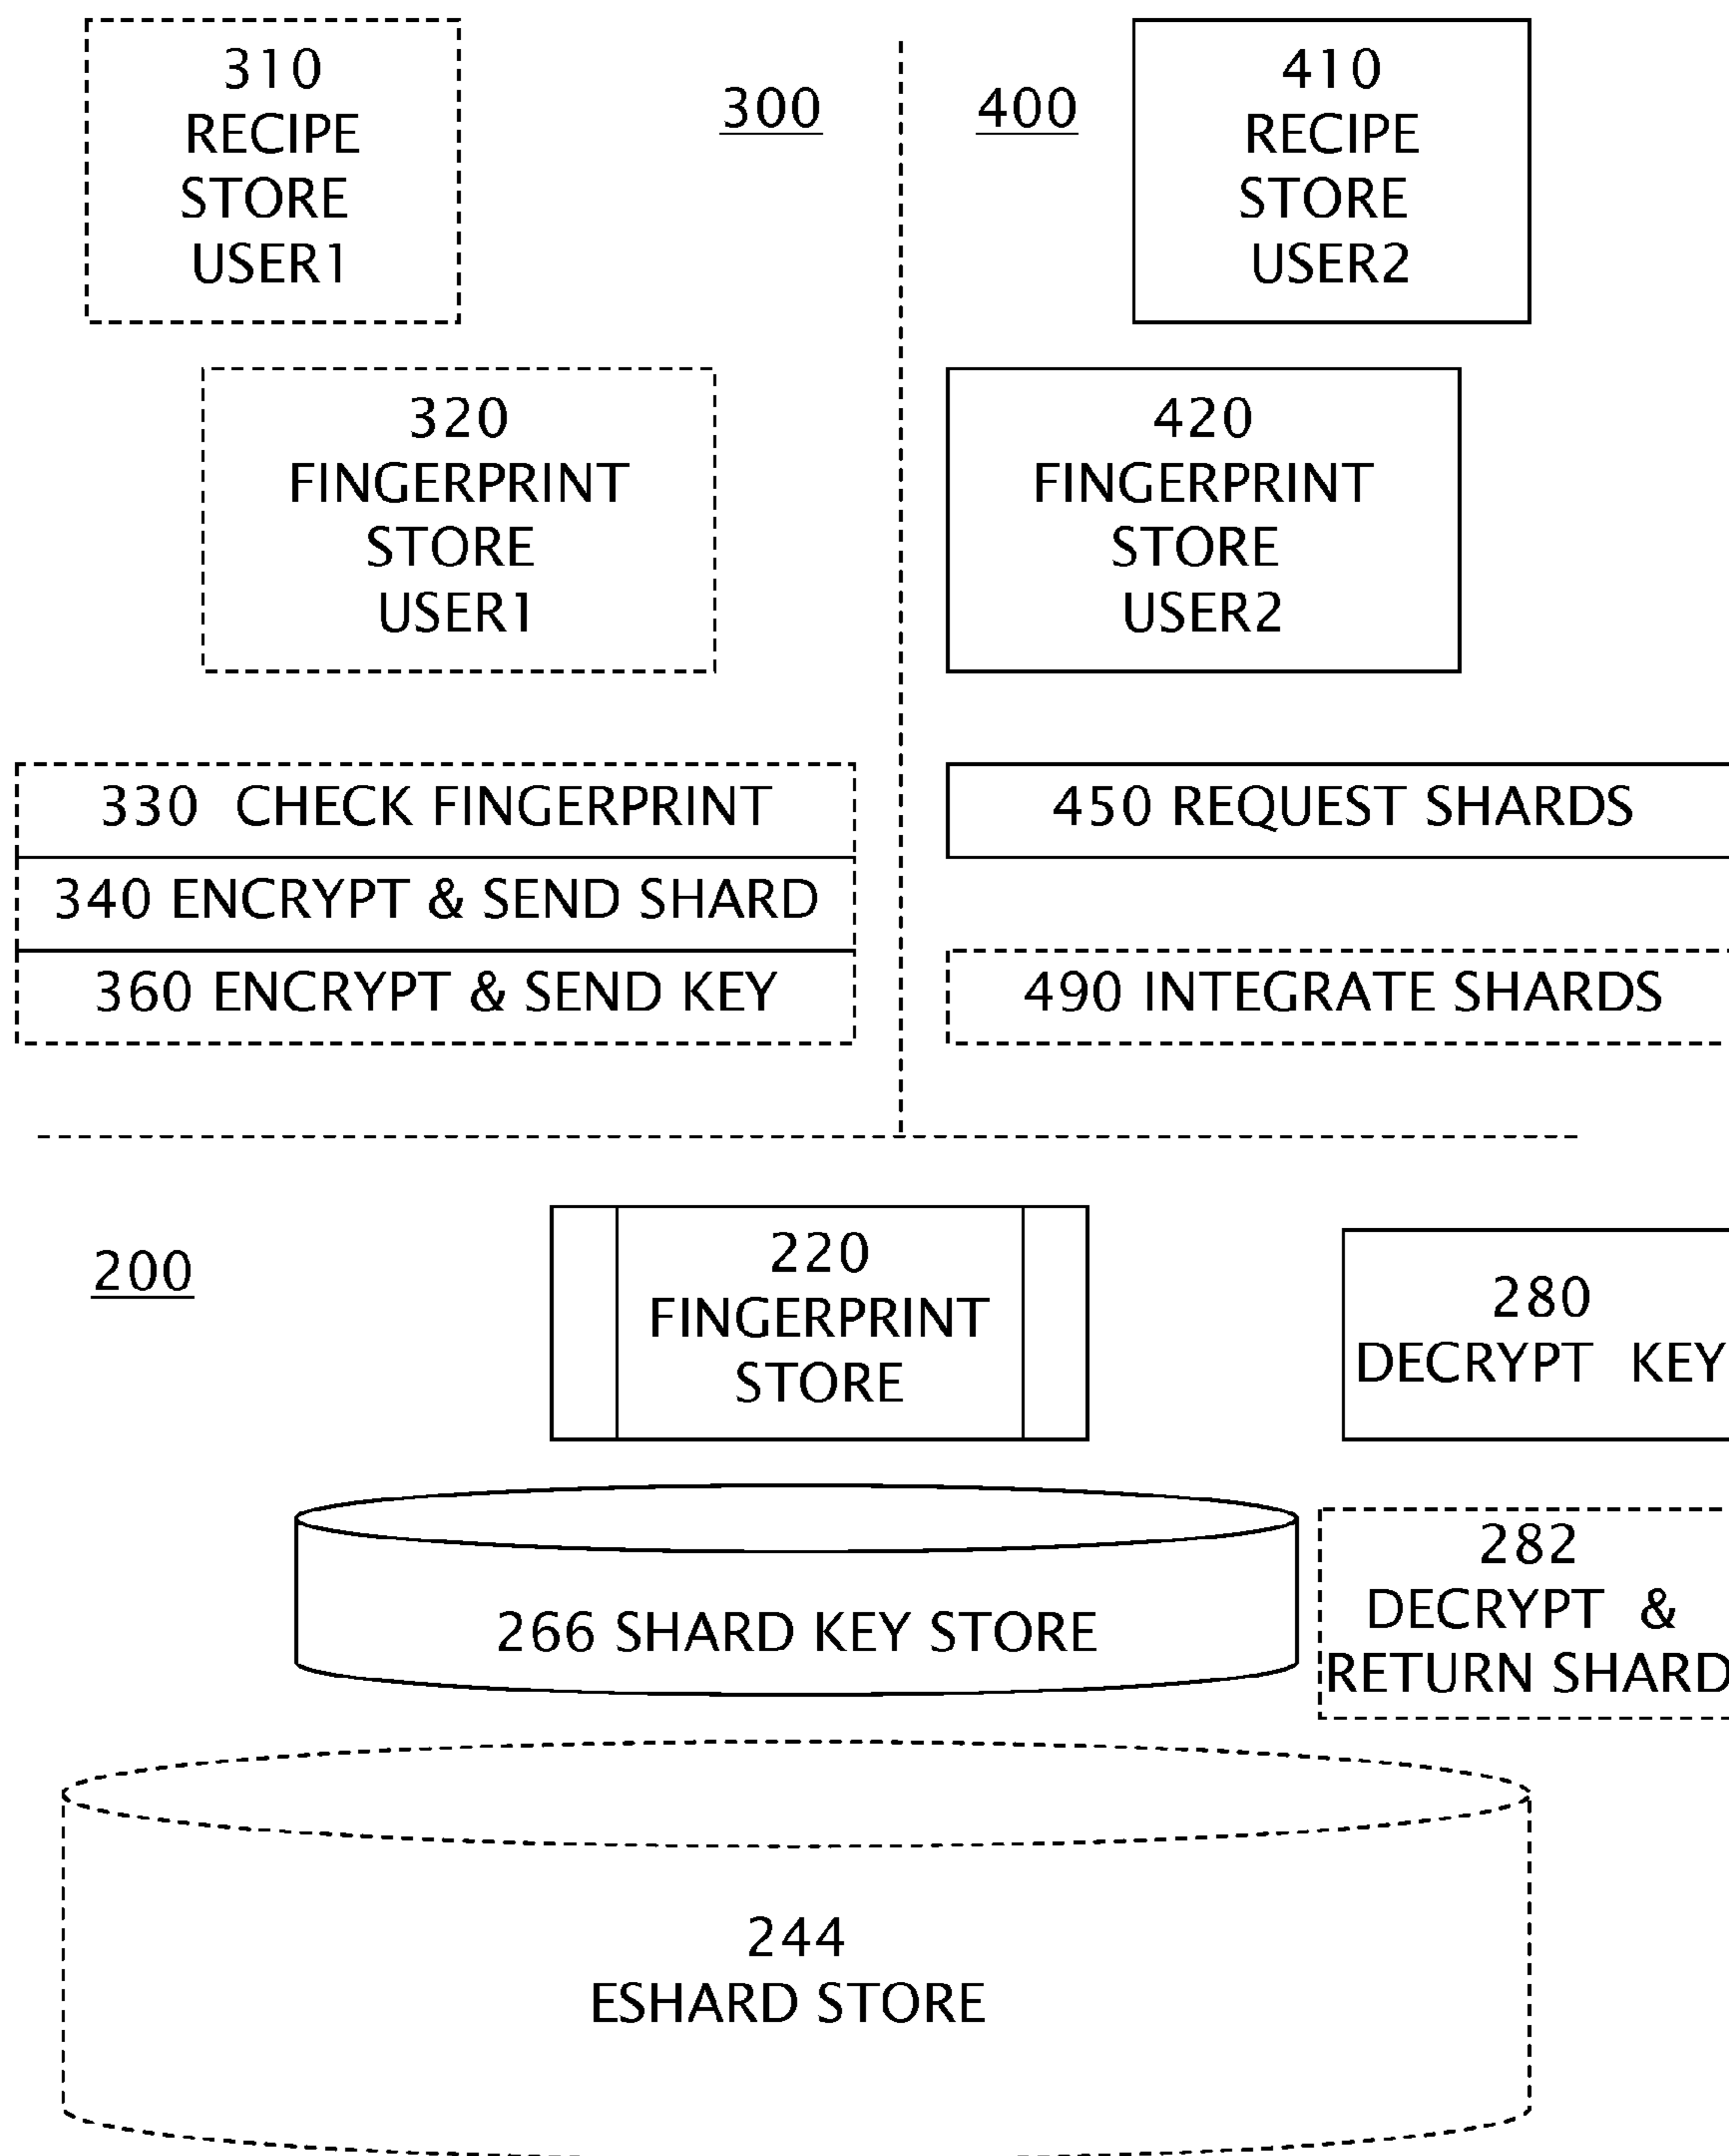 310
RECIPE
STORE
USER1
300
400
410
RECIPE
STORE
USER2
320
FINGERPRINT
STORE
USER1
420
FINGERPRINT
STORE
USER2
330 CHECK FINGERPRINT
340 ENCRYPT & SEND SHARD
360 ENCRYPT & SEND KEY
450 REQUEST SHARDS
490 INTEGRATE SHARDS
200
220
FINGERPRINT
STORE
280
DECRYPT KEY
266 SHARD KEY STORE
282
DECRYPT &
RETURN SHARD
244
ESHARD STORE